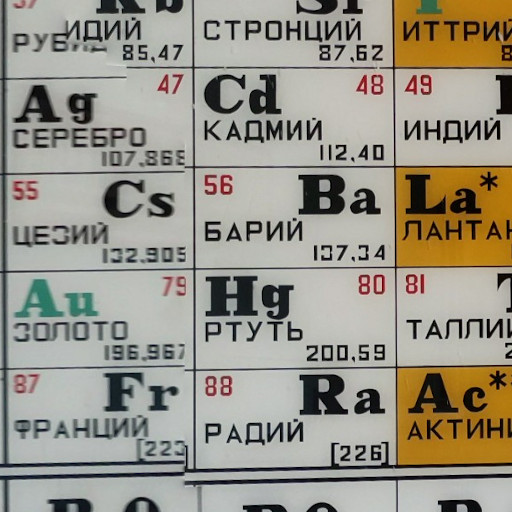 37 Rb Sr Y
РУБИДИЙ СТРОНЦИЙ ИТТРИЙ
85,47 87,62
Ag 47 Cd 48 49
СЕРЕБРО КАДМИЙ ИНДИЙ
107,868 112,40
55 Cs 56 Ba La*
ЦЕЗИЙ БАРИЙ ЛАНТАН
132,905 137,34
Au 79 Hg 80 81
ЗОЛОТО РТУТЬ ТАЛЛИЙ
196,967 200,59
87 Fr 88 Ra Ac*
ФРАНЦИЙ РАДИЙ АКТИНИ
[223 [226]